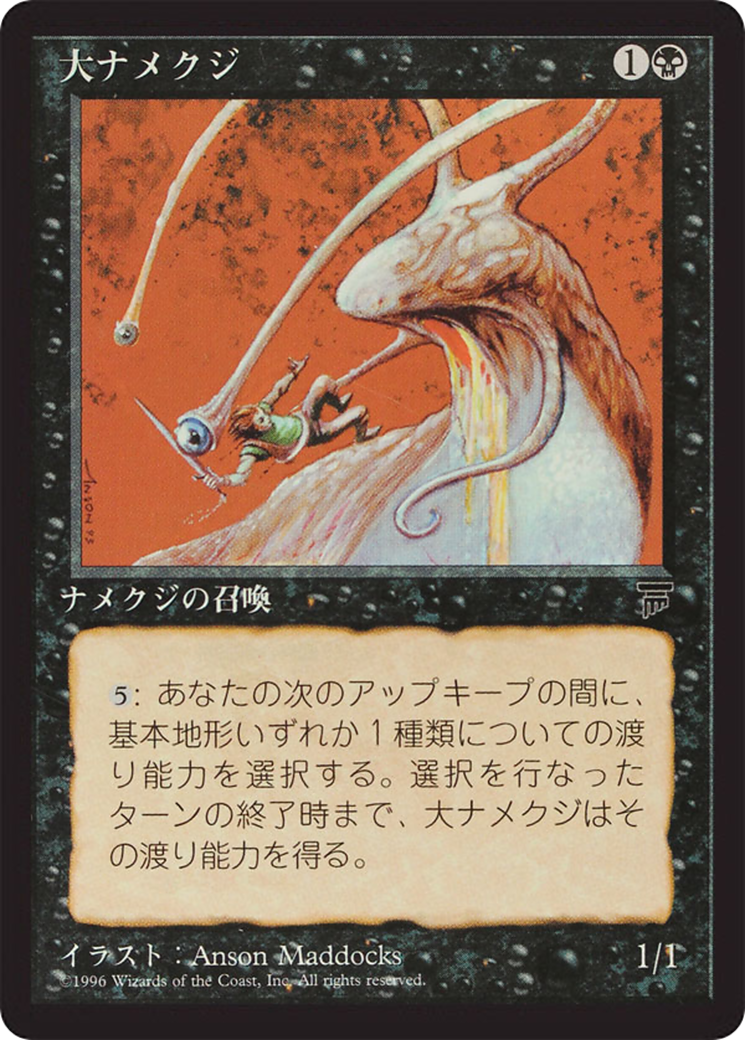 大ナメクジ
1
ANSON 93
ナメクジの召喚
5: あなたの次のアップキープの間に、
基本地形いずれか1種類についての渡
り能力を選択する。選択を行なった
ターンの終了時まで、大ナメクジはそ
の渡り能力を得る。
イラスト：Anson Maddocks
1/1
©1996 Wizards of the Coast, Inc. All rights reserved.